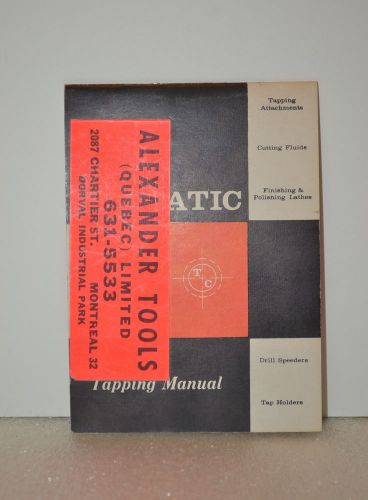 Tapping
Attachments
Cutting Fluids
ATIC
Finishing &
Polishing Lathes
T
C
Drill Speeders
Tapping Manual
Tap Holders
ALEXANDER TOOLS
(QUEBEC) LIMITED
631-5533
2087 CHARTIER ST. MONTREAL 32
DORVAL INDUSTRIAL PARK